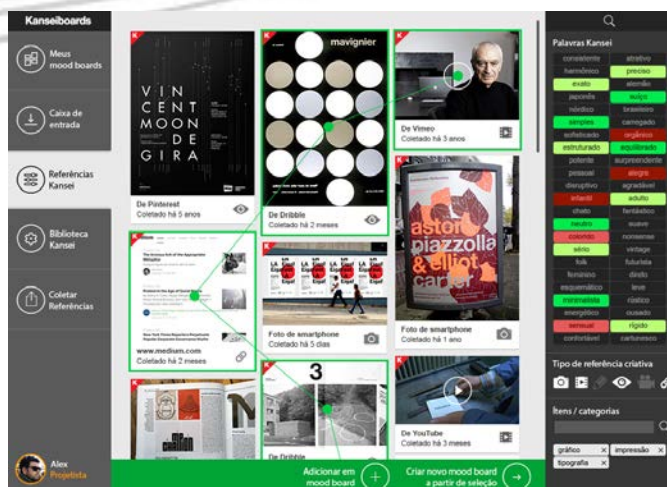 Kanseiboards
Meus
mood boards
Caixa de
entrada
Referências
Kansei
Biblioteca
Kansei
Coletar
Referências
Alex
Projetista
VIN
CENT
MOON
DE
GIRA
De Pinterest
Coletado há 5 anos
mavignier
De Dribble
Coletado há 2 meses
De Vimeo
Coletado há 3 anos
www.medium.com
Coletado há 2 meses
Foto de smartphone
Coletado há 5 dias
astor
piazzolla
& elliot
carter
Foto de smartphone
Coletado há 1 ano
3
De Dribble
De YouTube
Coletado há 3 meses
Adicionar em
mood board
Criar novo mood board
a partir de seleção
Palavras Kansei
consistente atrativo
harmônico preciso
exato alemão
japonês suíço
nórdico brasileiro
simples carregado
sofisticado orgânico
estruturado equilibrado
potente surpreendente
pessoal alegre
disruptivo agradável
infantil adulto
chato fantástico
neutro suave
colorido nonsense
sério vintage
folk futurista
feminino direto
esquemático leve
minimalista rústico
energético ousado
sensual rígido
confortável cartunesco
Tipo de referência criativa
Ítens / categorias
gráfico x impressão x
tipografia x